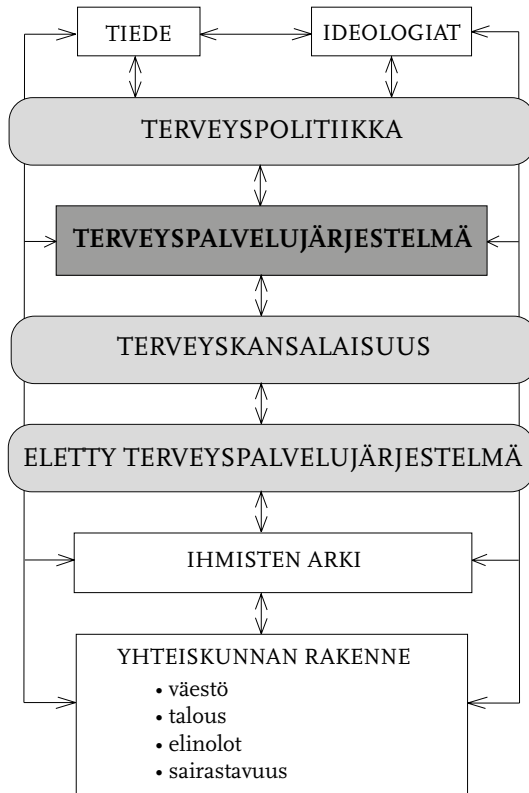 TIEDE
IDEOLOGIAT
TERVEYSPOLITIIKKA
TERVEYSPALVELUJÄRJESTELMÄ
TERVEYSKANSALAISUUS
ELETTY TERVEYSPALVELUJÄRJESTELMÄ
IHMISTEN ARKI
YHTEISKUNNAN RAKENNE
• väestö
• talous
• elinolot
• sairastavuus